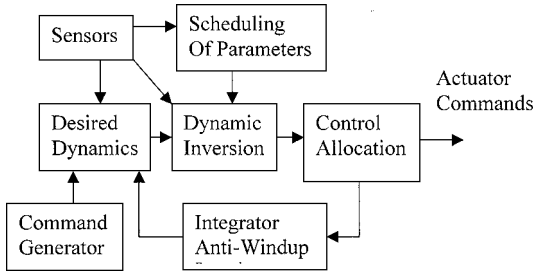 Sensors
Scheduling
Of Parameters
Actuator
Commands
Desired
Dynamics
Dynamic
Inversion
Control
Allocation
Command
Generator
Integrator
Anti-Windup